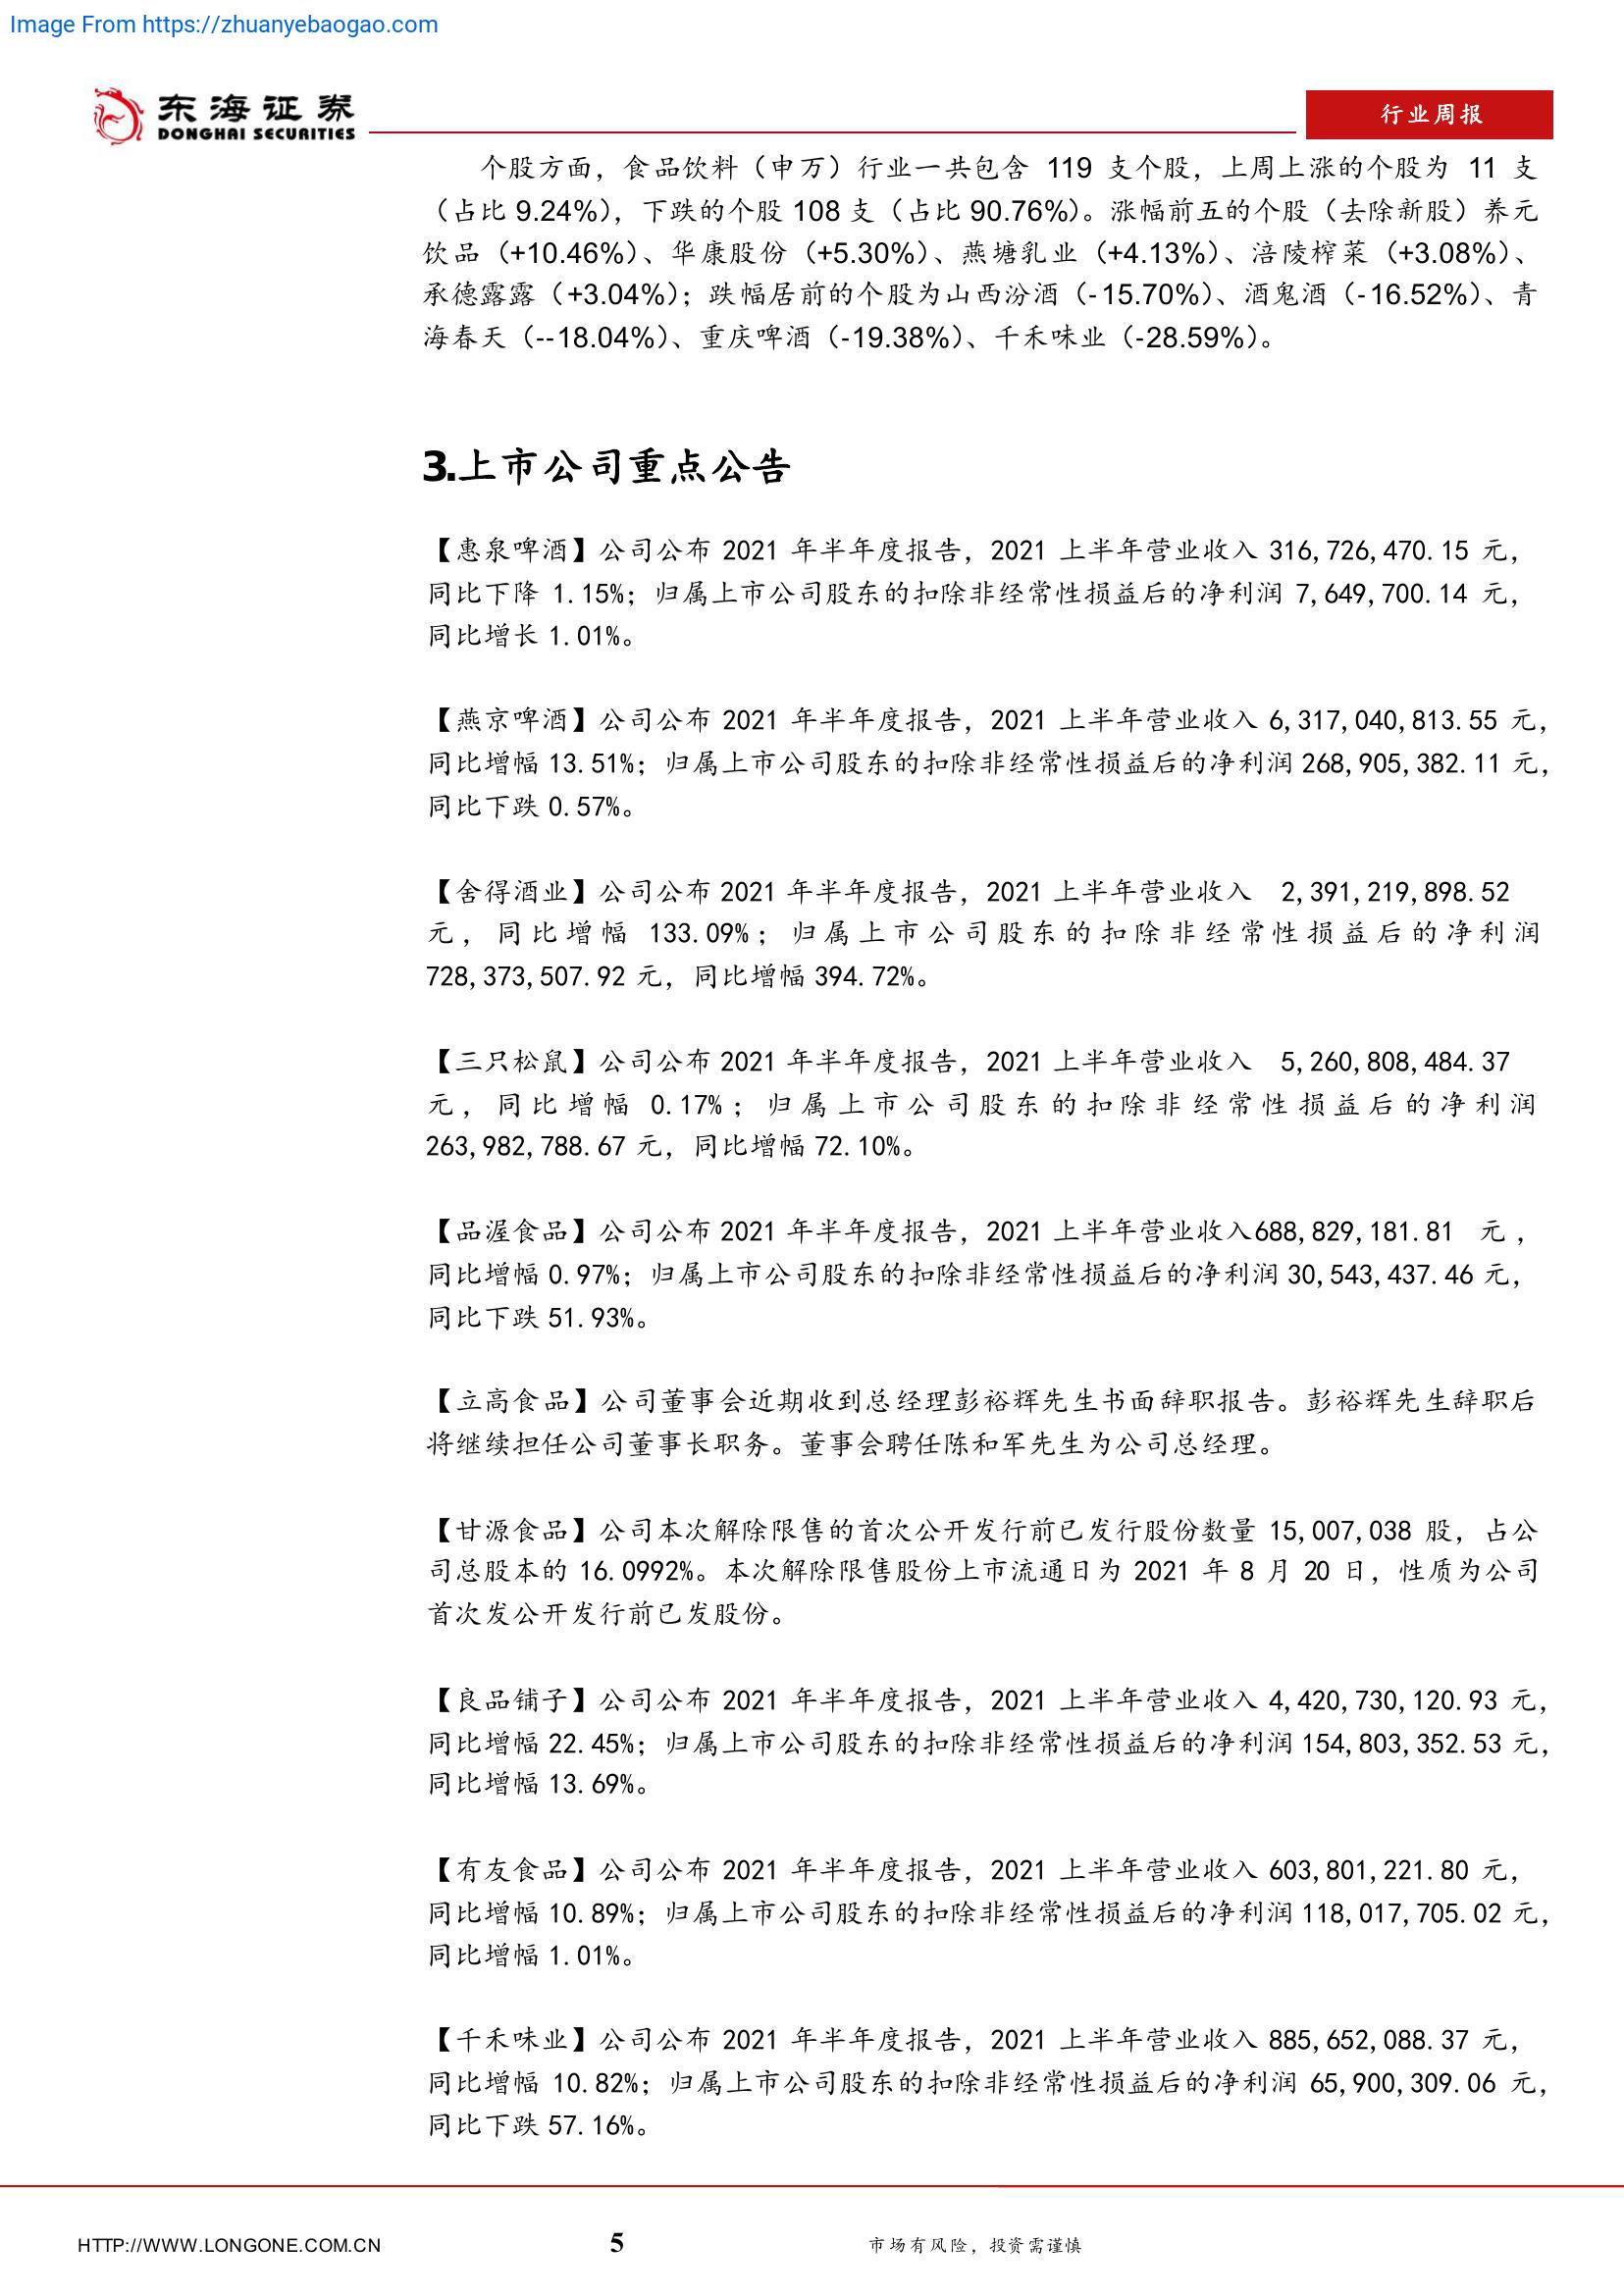 Image From https://zhuanyebaogao.com
东海证券
DONGHAI SECURITIES
行业周报
个股方面，食品饮料（申万）行业一共包含 119 支个股，上周上涨的个股为 11 支
（占比 9.24%），下跌的个股 108 支（占比 90.76%）。涨幅前五的个股（去除新股）养元
饮品（+10.46%）、华康股份（+5.30%）、燕塘乳业（+4.13%）、涪陵榨菜（+3.08%）、
承德露露（+3.04%）；跌幅居前的个股为山西汾酒（-15.70%）、酒鬼酒（-16.52%）、青
海春天（--18.04%）、重庆啤酒（-19.38%）、千禾味业（-28.59%）。
3.上市公司重点公告
【惠泉啤酒】公司公布 2021 年半年度报告，2021 上半年营业收入 316,726,470.15 元，
同比下降 1.15%；归属上市公司股东的扣除非经常性损益后的净利润 7,649,700.14 元，
同比增长 1.01%。
【燕京啤酒】公司公布 2021 年半年度报告，2021 上半年营业收入 6,317,040,813.55 元，
同比增幅 13.51%；归属上市公司股东的扣除非经常性损益后的净利润 268,905,382.11 元，
同比下跌 0.57%。
【舍得酒业】公司公布 2021 年半年度报告，2021 上半年营业收入 2,391,219,898.52
元，同比增幅 133.09%；归属上市公司股东的扣除非经常性损益后的净利润
728,373,507.92 元，同比增幅 394.72%。
【三只松鼠】公司公布 2021 年半年度报告，2021 上半年营业收入 5,260,808,484.37
元，同比增幅 0.17%；归属上市公司股东的扣除非经常性损益后的净利润
263,982,788.67 元，同比增幅 72.10%。
【品渥食品】公司公布 2021 年半年度报告，2021 上半年营业收入688,829,181.81 元，
同比增幅 0.97%；归属上市公司股东的扣除非经常性损益后的净利润 30,543,437.46 元，
同比下跌 51.93%。
【立高食品】公司董事会近期收到总经理彭裕辉先生书面辞职报告。彭裕辉先生辞职后
将继续担任公司董事长职务。董事会聘任陈和军先生为公司总经理。
【甘源食品】公司本次解除限售的首次公开发行前已发行股份数量 15,007,038 股，占公
司总股本的 16.0992%。本次解除限售股份上市流通日为 2021 年 8 月 20 日，性质为公司
首次发公开发行前已发股份。
【良品铺子】公司公布 2021 年半年度报告，2021 上半年营业收入 4,420,730,120.93 元，
同比增幅 22.45%；归属上市公司股东的扣除非经常性损益后的净利润 154,803,352.53 元，
同比增幅 13.69%。
【有友食品】公司公布 2021 年半年度报告，2021 上半年营业收入 603,801,221.80 元，
同比增幅 10.89%；归属上市公司股东的扣除非经常性损益后的净利润 118,017,705.02 元，
同比增幅 1.01%。
【千禾味业】公司公布 2021 年半年度报告，2021 上半年营业收入 885,652,088.37 元，
同比增幅 10.82%；归属上市公司股东的扣除非经常性损益后的净利润 65,900,309.06 元，
同比下跌 57.16%。
HTTP://WWW.LONGONE.COM.CN
5
市场有风险，投资需谨慎